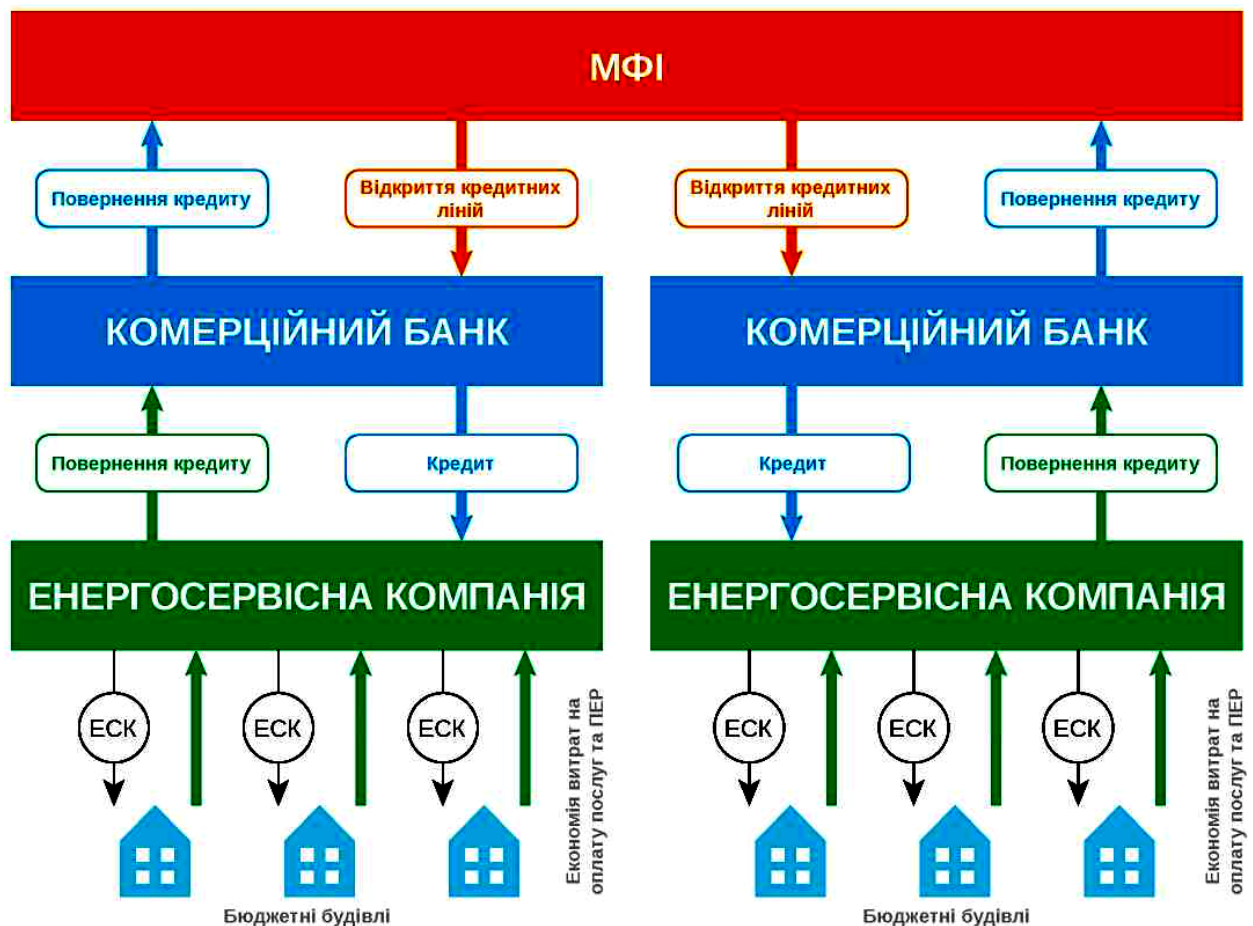 МФІ
Повернення кредиту
Відкриття кредитних
ліній
Відкриття кредитних
ліній
Повернення кредиту
КОМЕРЦІЙНИЙ БАНК
КОМЕРЦІЙНИЙ БАНК
Повернення кредиту
Кредит
Кредит
Повернення кредиту
ЕНЕРГОСЕРВІСНА КОМПАНІЯ
ЕНЕРГОСЕРВІСНА КОМПАНІЯ
ЕСК
ЕСК
ЕСК
Економія витрат на
оплату послуг та ПЕР
ЕСК
ЕСК
ЕСК
Економія витрат на
оплату послуг та ПЕР
Бюджетні будівлі
Бюджетні будівлі